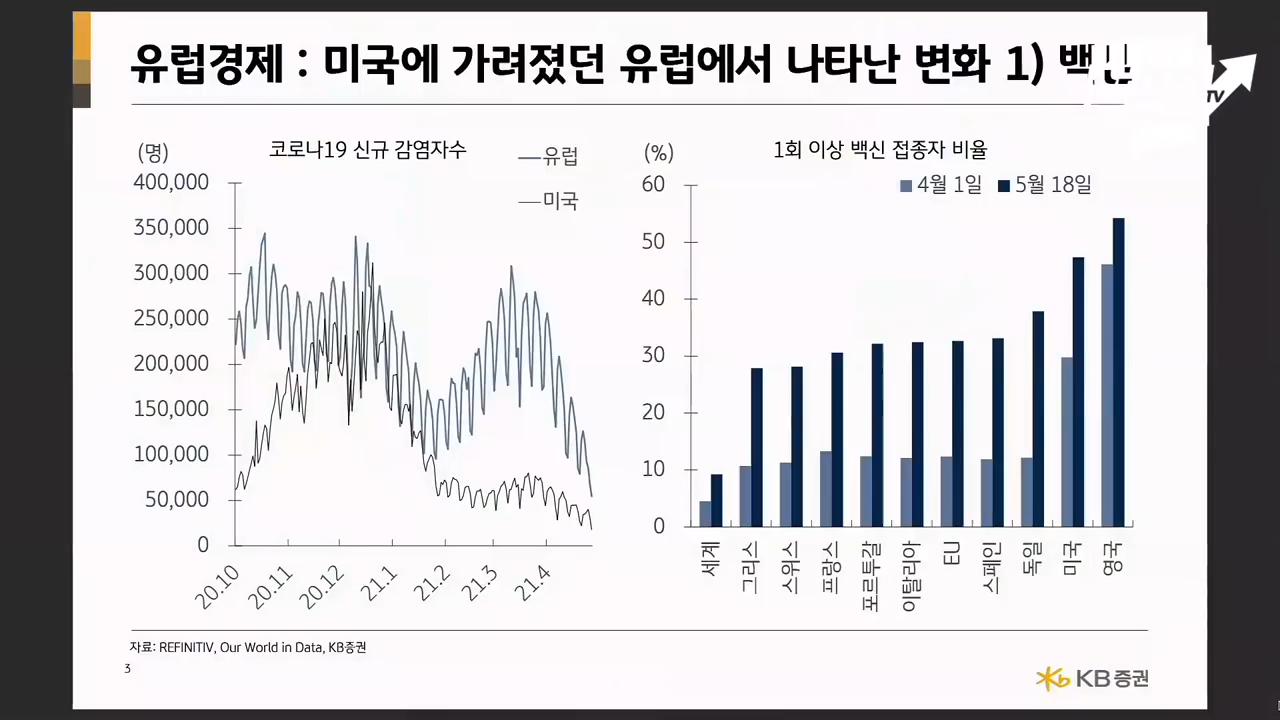 유럽경제 : 미국에 가려졌던 유럽에서 나타난 변화 1) 백신
TV
(명)
코로나19 신규 감염자수
유럽
미국
400,000
350,000
300,000
250,000
200,000
150,000
100,000
50,000
0
20.10
20.11
20.12
21.1
21.2
21.3
21.4
(%)
1회 이상 백신 접종자 비율
4월 1일
5월 18일
60
50
40
30
20
10
0
세계
그리스
스위스
프랑스
포르투갈
이탈리아
EU
스페인
독일
미국
영국
자료: REFINITIV, Our World in Data, KB증권
3
KB증권